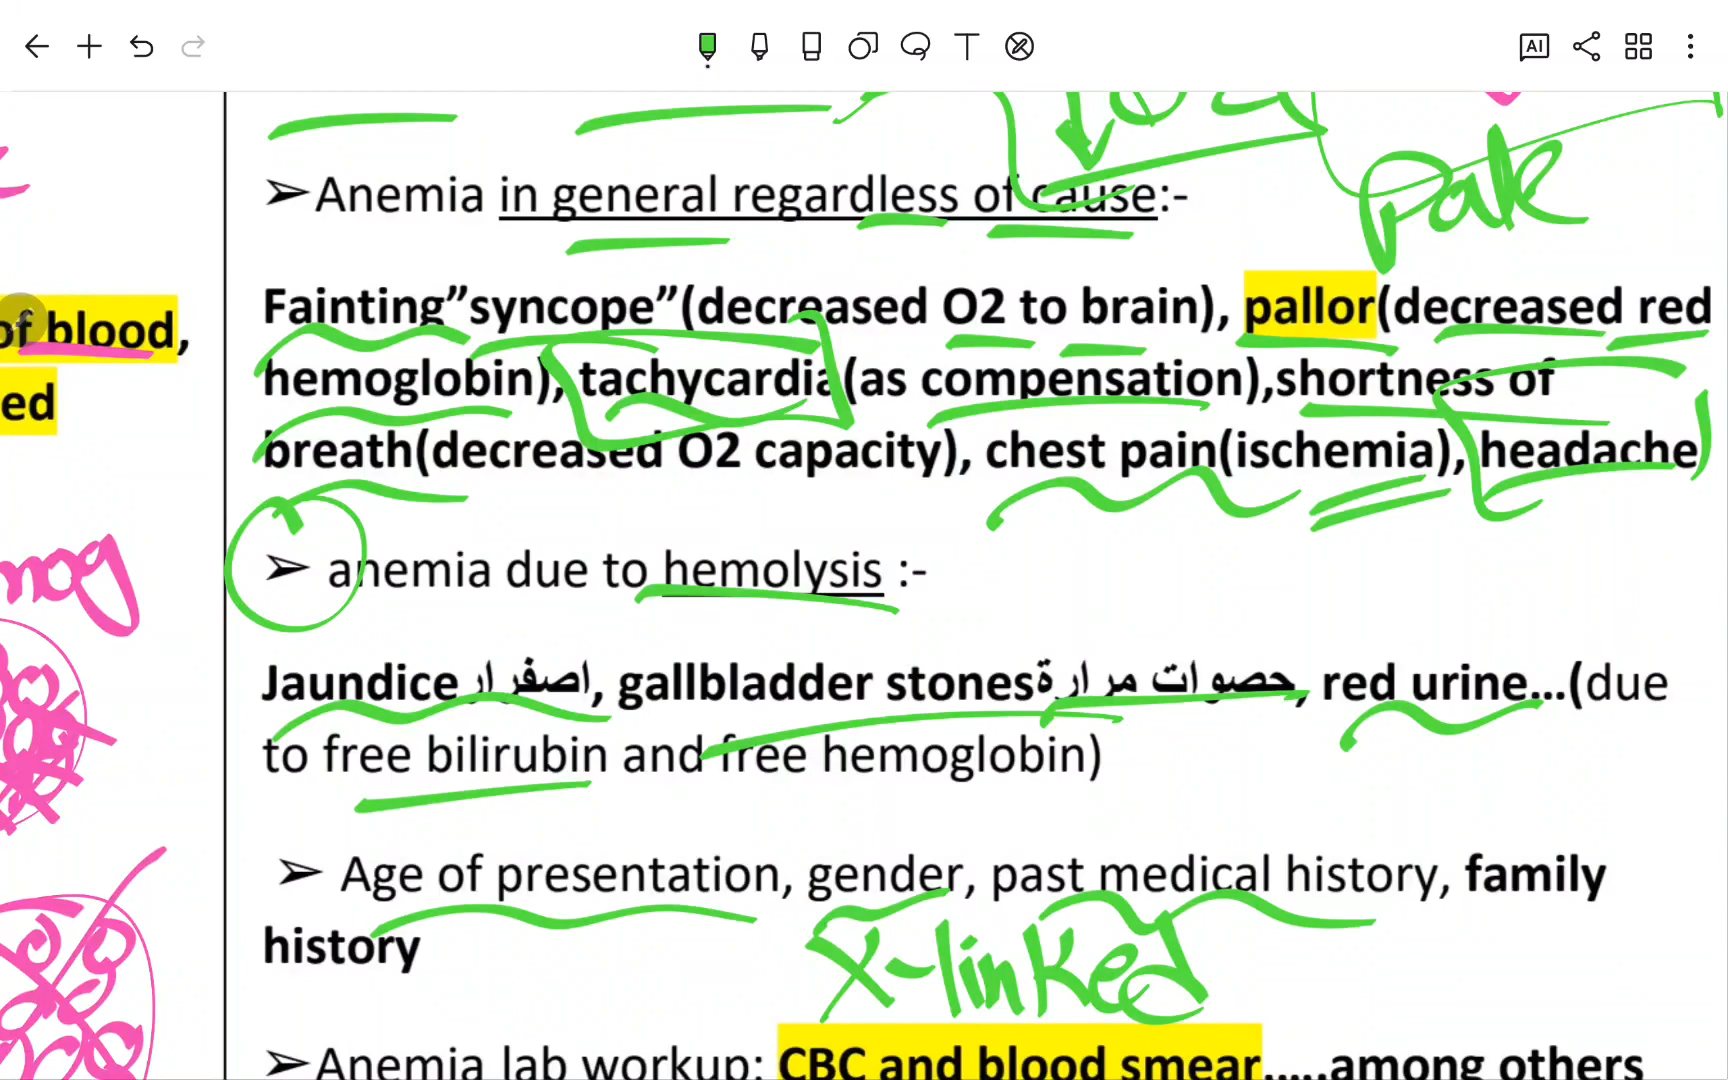 AI
pale
➢Anemia in general regardless of cause:-
of blood,
Fainting”syncope”(decreased O2 to brain), pallor(decreased red
hemoglobin), tachycardia(as compensation),shortness of
ed
breath(decreased O2 capacity), chest pain(ischemia), headache
➢ anemia due to hemolysis :-
Jaundice اصفرار, gallbladder stones حصوات مرارة, red urine...(due
to free bilirubin and free hemoglobin)
➢ Age of presentation, gender, past medical history, family
history
X-linked
➢Anemia lab workup: CBC and blood smear.....among others